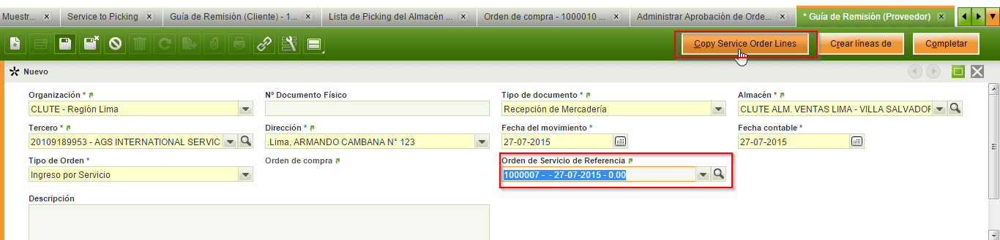 Muestr... Service to Picking Guía de Remisión (Cliente) - 1... Lista de Picking del Almacén ... Orden de compra - 1000010 ... Administrar Aprobación de Orde... * Guía de Remisión (Proveedor)
Copy Service Order Lines Crear líneas de Completar
Nuevo
Organización * Nº Documento Físico Tipo de documento * Almacén *
CLUTE - Región Lima Recepción de Mercadería CLUTE ALM. VENTAS LIMA - VILLA SALVADOR
Tercero * Dirección * Fecha del movimiento * Fecha contable *
20109189953 - AGS INTERNATIONAL SERVIC .Lima, ARMANDO CAMBANA N° 123 27-07-2015 27-07-2015
Tipo de Orden * Orden de compra Orden de Servicio de Referencia
Ingreso por Servicio 1000007 - - 27-07-2015 - 0.00
Descripción